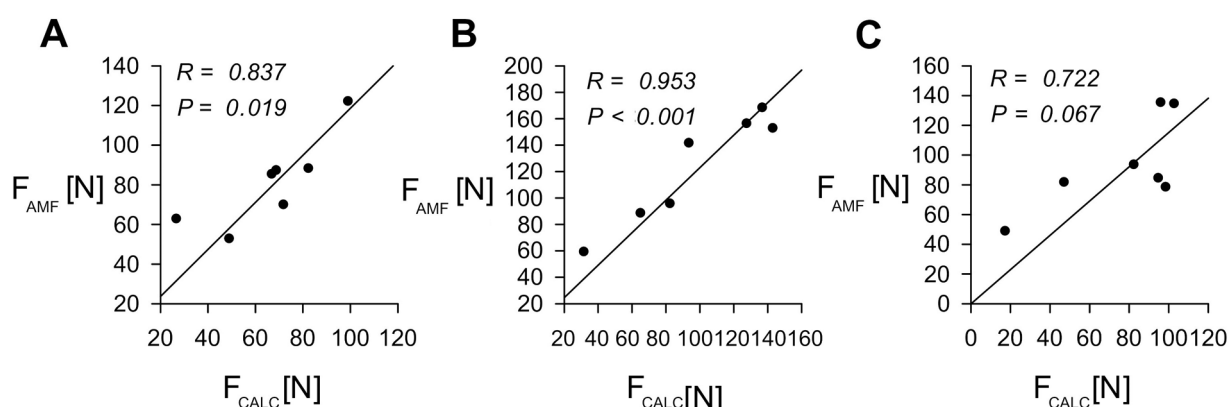 A
R = 0.837
P = 0.019
140
120
100
80
60
40
20
F_AMF [N]
20 40 60 80 100 120
F_CALC [N]
B
R = 0.953
P < 0.001
200
180
160
140
120
100
80
60
40
20
F_AMF [N]
20 40 60 80 100 120 140 160
F_CALC [N]
C
R = 0.722
P = 0.067
160
140
120
100
80
60
40
20
0
F_AMF [N]
0 20 40 60 80 100 120
F_CALC [N]